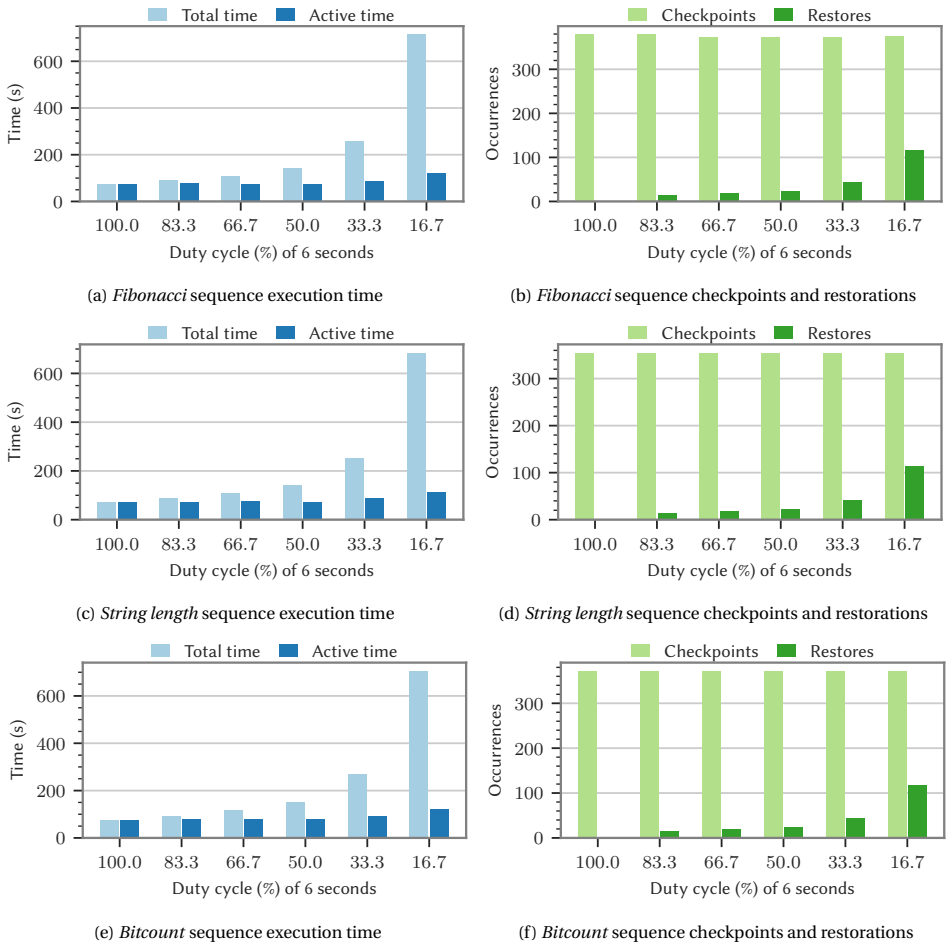 Total time Active time
Time (s)
600
400
200
0
100.0 83.3 66.7 50.0 33.3 16.7
Duty cycle (%) of 6 seconds
(a) Fibonacci sequence execution time
Checkpoints Restores
Occurrences
300
200
100
0
100.0 83.3 66.7 50.0 33.3 16.7
Duty cycle (%) of 6 seconds
(b) Fibonacci sequence checkpoints and restorations
Total time Active time
Time (s)
600
400
200
0
100.0 83.3 66.7 50.0 33.3 16.7
Duty cycle (%) of 6 seconds
(c) String length sequence execution time
Checkpoints Restores
Occurrences
300
200
100
0
100.0 83.3 66.7 50.0 33.3 16.7
Duty cycle (%) of 6 seconds
(d) String length sequence checkpoints and restorations
Total time Active time
Time (s)
600
400
200
0
100.0 83.3 66.7 50.0 33.3 16.7
Duty cycle (%) of 6 seconds
(e) Bitcount sequence execution time
Checkpoints Restores
Occurrences
300
200
100
0
100.0 83.3 66.7 50.0 33.3 16.7
Duty cycle (%) of 6 seconds
(f) Bitcount sequence checkpoints and restorations